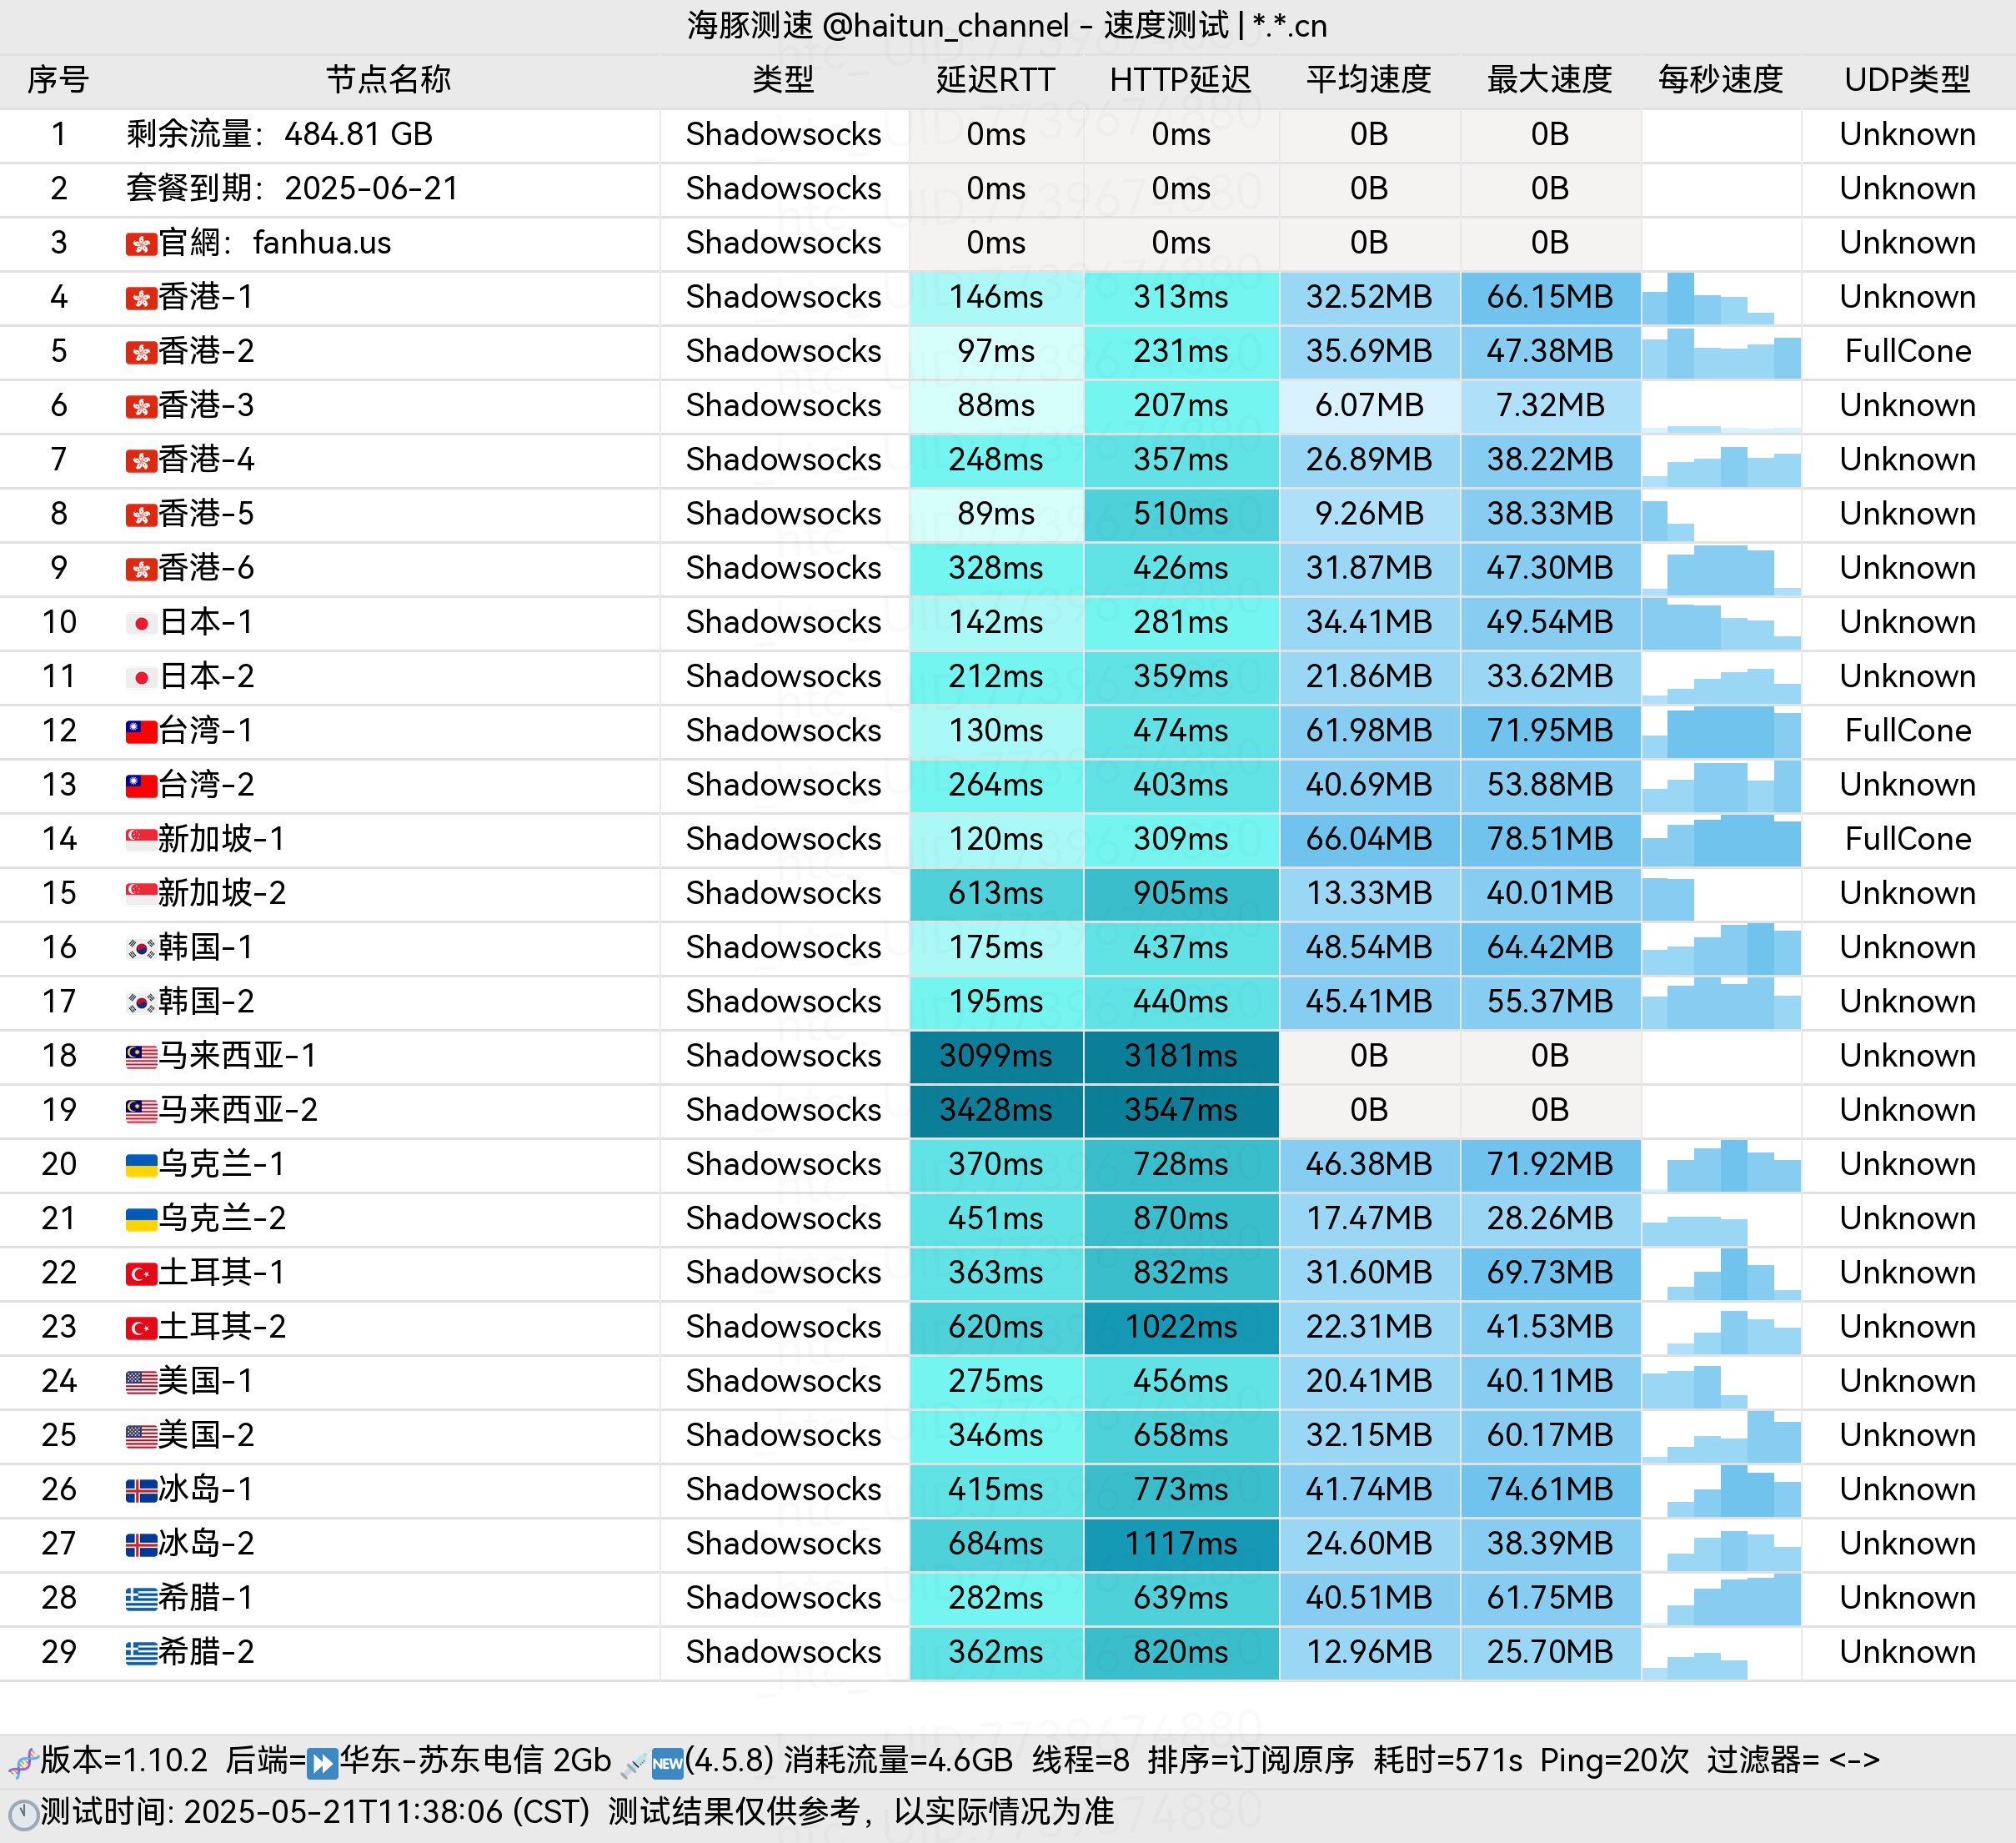 海豚测速 @haitun_channel - 速度测试 | *.*.cn
序号 节点名称 类型 延迟RTT HTTP延迟 平均速度 最大速度 每秒速度 UDP类型
1 剩余流量：484.81 GB Shadowsocks 0ms 0ms 0B 0B Unknown
2 套餐到期：2025-06-21 Shadowsocks 0ms 0ms 0B 0B Unknown
3 官網：fanhua.us Shadowsocks 0ms 0ms 0B 0B Unknown
4 香港-1 Shadowsocks 146ms 313ms 32.52MB 66.15MB Unknown
5 香港-2 Shadowsocks 97ms 231ms 35.69MB 47.38MB FullCone
6 香港-3 Shadowsocks 88ms 207ms 6.07MB 7.32MB Unknown
7 香港-4 Shadowsocks 248ms 357ms 26.89MB 38.22MB Unknown
8 香港-5 Shadowsocks 89ms 510ms 9.26MB 38.33MB Unknown
9 香港-6 Shadowsocks 328ms 426ms 31.87MB 47.30MB Unknown
10 日本-1 Shadowsocks 142ms 281ms 34.41MB 49.54MB Unknown
11 日本-2 Shadowsocks 212ms 359ms 21.86MB 33.62MB Unknown
12 台湾-1 Shadowsocks 130ms 474ms 61.98MB 71.95MB FullCone
13 台湾-2 Shadowsocks 264ms 403ms 40.69MB 53.88MB Unknown
14 新加坡-1 Shadowsocks 120ms 309ms 66.04MB 78.51MB FullCone
15 新加坡-2 Shadowsocks 613ms 905ms 13.33MB 40.01MB Unknown
16 韩国-1 Shadowsocks 175ms 437ms 48.54MB 64.42MB Unknown
17 韩国-2 Shadowsocks 195ms 440ms 45.41MB 55.37MB Unknown
18 马来西亚-1 Shadowsocks 3099ms 3181ms 0B 0B Unknown
19 马来西亚-2 Shadowsocks 3428ms 3547ms 0B 0B Unknown
20 乌克兰-1 Shadowsocks 370ms 728ms 46.38MB 71.92MB Unknown
21 乌克兰-2 Shadowsocks 451ms 870ms 17.47MB 28.26MB Unknown
22 土耳其-1 Shadowsocks 363ms 832ms 31.60MB 69.73MB Unknown
23 土耳其-2 Shadowsocks 620ms 1022ms 22.31MB 41.53MB Unknown
24 美国-1 Shadowsocks 275ms 456ms 20.41MB 40.11MB Unknown
25 美国-2 Shadowsocks 346ms 658ms 32.15MB 60.17MB Unknown
26 冰岛-1 Shadowsocks 415ms 773ms 41.74MB 74.61MB Unknown
27 冰岛-2 Shadowsocks 684ms 1117ms 24.60MB 38.39MB Unknown
28 希腊-1 Shadowsocks 282ms 639ms 40.51MB 61.75MB Unknown
29 希腊-2 Shadowsocks 362ms 820ms 12.96MB 25.70MB Unknown
版本=1.10.2 后端=华东-苏东电信 2Gb NEW(4.5.8) 消耗流量=4.6GB 线程=8 排序=订阅原序 耗时=571s Ping=20次 过滤器= <->
测试时间: 2025-05-21T11:38:06 (CST) 测试结果仅供参考，以实际情况为准